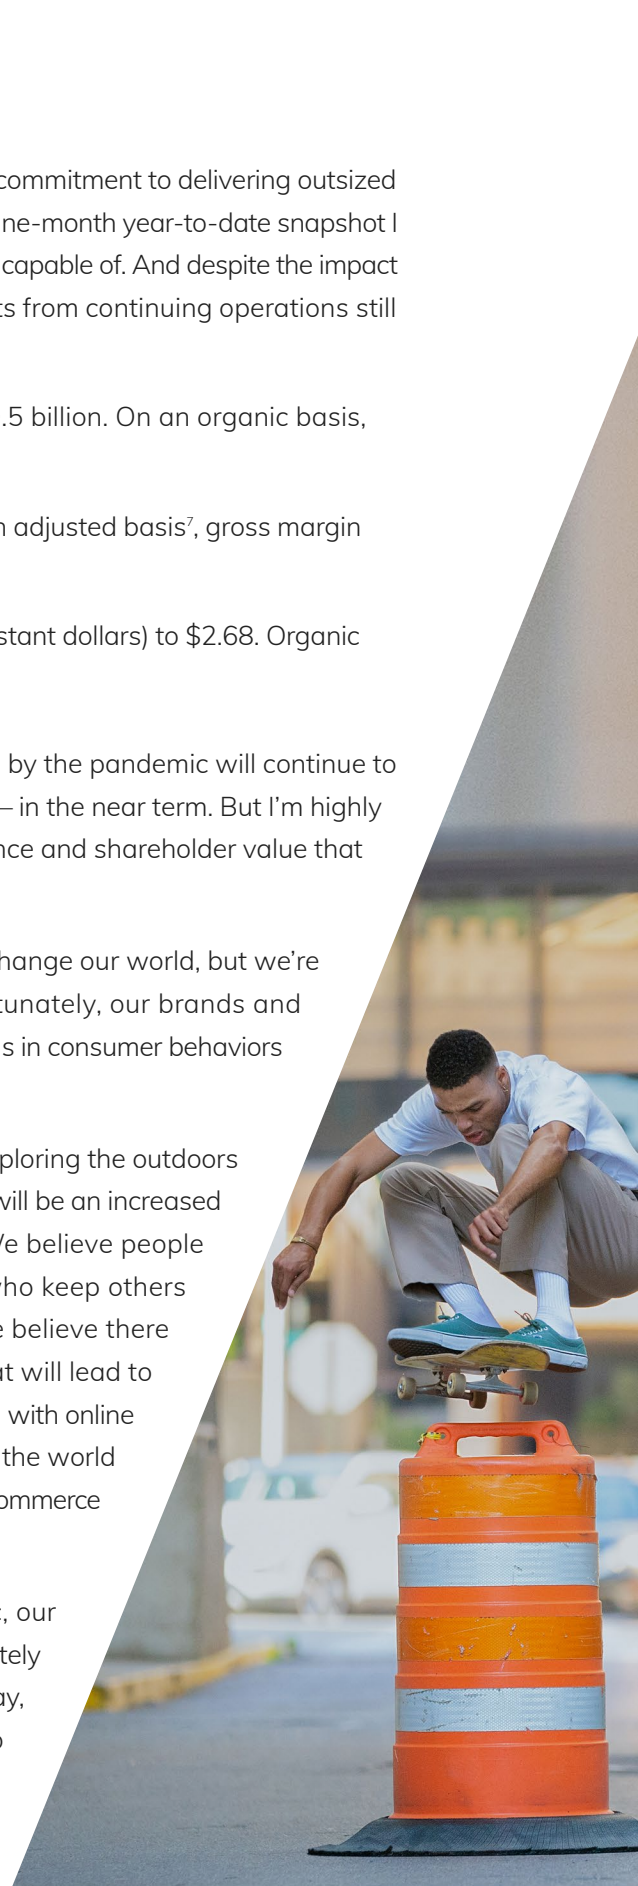 commitment to delivering outsized
ne-month year-to-date snapshot I
capable of. And despite the impact
ts from continuing operations still
.5 billion. On an organic basis,
n adjusted basis7, gross margin
stant dollars) to $2.68. Organic
by the pandemic will continue to
– in the near term. But I’m highly
nce and shareholder value that
hange our world, but we’re
tunately, our brands and
s in consumer behaviors
ploring the outdoors
will be an increased
We believe people
who keep others
e believe there
at will lead to
with online
the world
ommerce
, our
tely
ay,